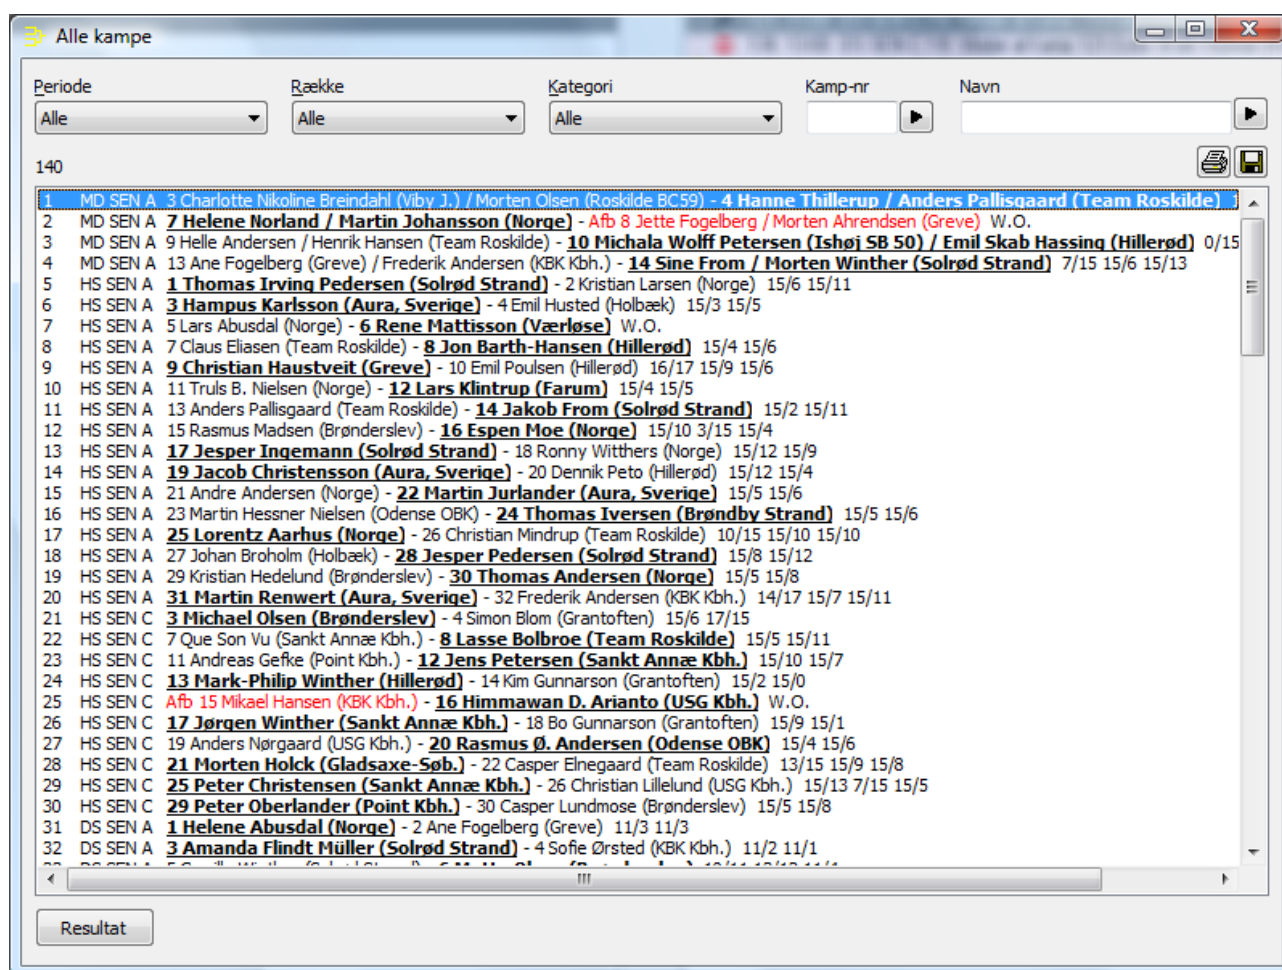 Alle kampe
Periode Række Kategori Kamp-nr Navn
Alle Alle Alle
140
1 MD SEN A 3 Charlotte Nikoline Breindahl (Viby J.) / Morten Olsen (Roskilde BC59) - 4 Hanne Thillerup / Anders Pallisgaard (Team Roskilde)
2 MD SEN A 7 Helene Norland / Martin Johansson (Norge) - Afb 8 Jette Fogelberg / Morten Ahrendsen (Greve) W.O.
3 MD SEN A 9 Helle Andersen / Henrik Hansen (Team Roskilde) - 10 Michala Wolff Petersen (Ishøj SB 50) / Emil Skab Hassing (Hillerød) 0/15
4 MD SEN A 13 Ane Fogelberg (Greve) / Frederik Andersen (KBK Kbh.) - 14 Sine From / Morten Winther (Solrød Strand) 7/15 15/6 15/13
5 HS SEN A 1 Thomas Irving Pedersen (Solrød Strand) - 2 Kristian Larsen (Norge) 15/6 15/11
6 HS SEN A 3 Hampus Karlsson (Aura, Sverige) - 4 Emil Husted (Holbæk) 15/3 15/5
7 HS SEN A 5 Lars Abusdal (Norge) - 6 Rene Mattisson (Værløse) W.O.
8 HS SEN A 7 Claus Eliasen (Team Roskilde) - 8 Jon Barth-Hansen (Hillerød) 15/4 15/6
9 HS SEN A 9 Christian Haustveit (Greve) - 10 Emil Poulsen (Hillerød) 16/17 15/9 15/6
10 HS SEN A 11 Truls B. Nielsen (Norge) - 12 Lars Klintrup (Farum) 15/4 15/5
11 HS SEN A 13 Anders Pallisgaard (Team Roskilde) - 14 Jakob From (Solrød Strand) 15/2 15/11
12 HS SEN A 15 Rasmus Madsen (Brønderslev) - 16 Espen Moe (Norge) 15/10 3/15 15/4
13 HS SEN A 17 Jesper Ingemann (Solrød Strand) - 18 Ronny Witthers (Norge) 15/12 15/9
14 HS SEN A 19 Jacob Christensson (Aura, Sverige) - 20 Dennik Peto (Hillerød) 15/12 15/4
15 HS SEN A 21 Andre Andersen (Norge) - 22 Martin Jurlander (Aura, Sverige) 15/5 15/6
16 HS SEN A 23 Martin Hessner Nielsen (Odense OBK) - 24 Thomas Iversen (Brøndby Strand) 15/5 15/6
17 HS SEN A 25 Lorentz Aarhus (Norge) - 26 Christian Mindrup (Team Roskilde) 10/15 15/10 15/10
18 HS SEN A 27 Johan Broholm (Holbæk) - 28 Jesper Pedersen (Solrød Strand) 15/8 15/12
19 HS SEN A 29 Kristian Hedelund (Brønderslev) - 30 Thomas Andersen (Norge) 15/5 15/8
20 HS SEN A 31 Martin Renwert (Aura, Sverige) - 32 Frederik Andersen (KBK Kbh.) 14/17 15/7 15/11
21 HS SEN C 3 Michael Olsen (Brønderslev) - 4 Simon Blom (Grantoften) 15/6 17/15
22 HS SEN C 7 Que Son Vu (Sankt Annæ Kbh.) - 8 Lasse Bolbroe (Team Roskilde) 15/5 15/11
23 HS SEN C 11 Andreas Gefke (Point Kbh.) - 12 Jens Petersen (Sankt Annæ Kbh.) 15/10 15/7
24 HS SEN C 13 Mark-Philip Winther (Hillerød) - 14 Kim Gunnarson (Grantoften) 15/2 15/0
25 HS SEN C Afb 15 Mikael Hansen (KBK Kbh.) - 16 Himmawan D. Arianto (USG Kbh.) W.O.
26 HS SEN C 17 Jørgen Winther (Sankt Annæ Kbh.) - 18 Bo Gunnarson (Grantoften) 15/9 15/1
27 HS SEN C 19 Anders Nørgaard (USG Kbh.) - 20 Rasmus Ø. Andersen (Odense OBK) 15/4 15/6
28 HS SEN C 21 Morten Holck (Gladsaxe-Søb.) - 22 Casper Elnegaard (Team Roskilde) 13/15 15/9 15/8
29 HS SEN C 25 Peter Christensen (Sankt Annæ Kbh.) - 26 Christian Lillelund (USG Kbh.) 15/13 7/15 15/5
30 HS SEN C 29 Peter Oberlander (Point Kbh.) - 30 Casper Lundmose (Brønderslev) 15/5 15/8
31 DS SEN A 1 Helene Abusdal (Norge) - 2 Ane Fogelberg (Greve) 11/3 11/3
32 DS SEN A 3 Amanda Flindt Müller (Solrød Strand) - 4 Sofie Ørsted (KBK Kbh.) 11/2 11/1
Resultat